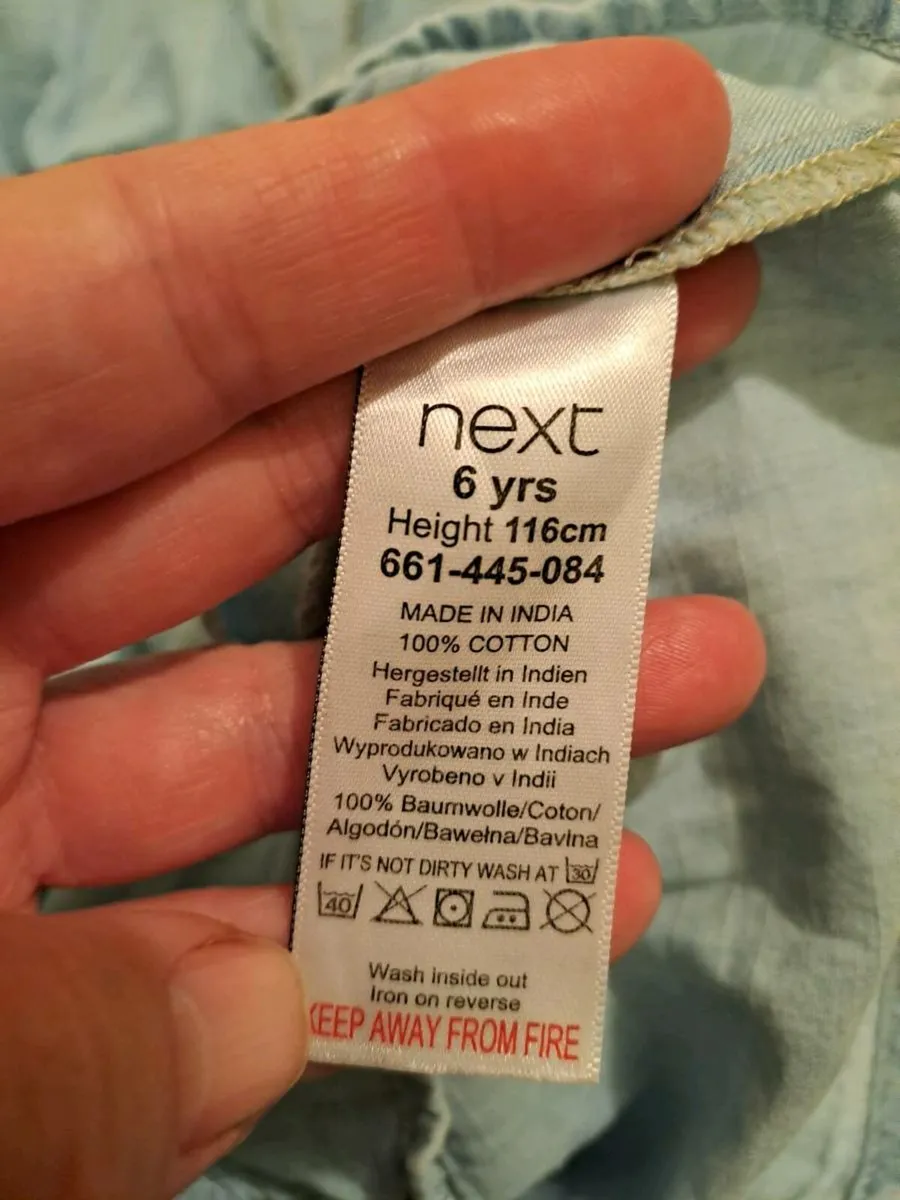 next
6 yrs
Height 116cm
661-445-084
MADE IN INDIA
100% COTTON
Hergestellt in Indien
Fabriqué en Inde
Fabricado en India
Wyprodukowano w Indiach
Vyrobeno v Indii
100% Baumwolle/Coton/
Algodón/Bawełna/Bavlna
IF IT'S NOT DIRTY WASH AT 30
40
Wash inside out
Iron on reverse
KEEP AWAY FROM FIRE